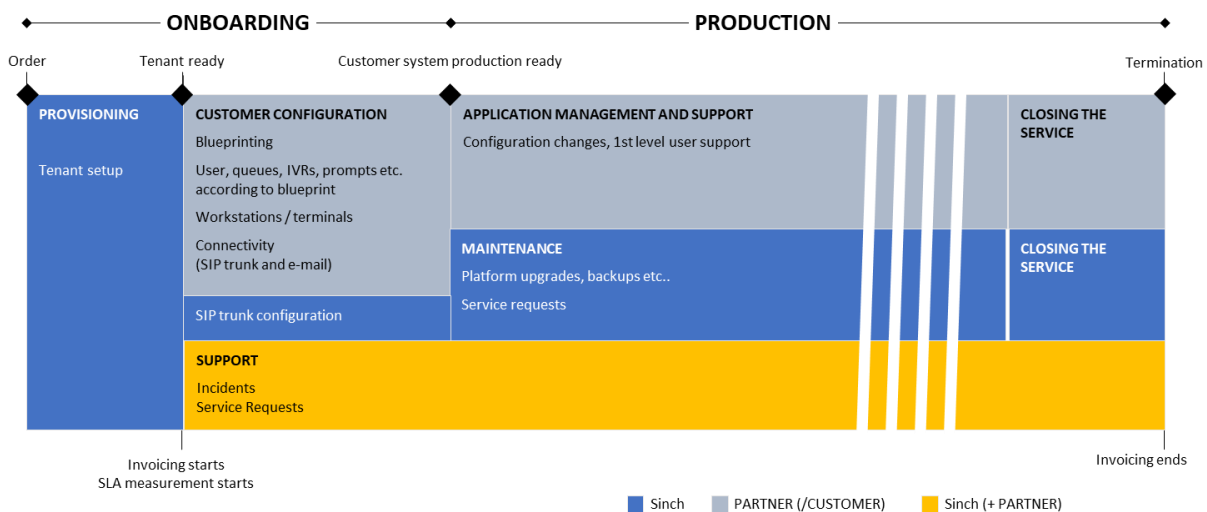 ONBOARDING
PRODUCTION
Order
Tenant ready
Customer system production ready
Termination
PROVISIONING
Tenant setup
CUSTOMER CONFIGURATION
Blueprinting
User, queues, IVRs, prompts etc.
according to blueprint
Workstations / terminals
Connectivity
(SIP trunk and e-mail)
SIP trunk configuration
APPLICATION MANAGEMENT AND SUPPORT
Configuration changes, 1st level user support
CLOSING THE
SERVICE
MAINTENANCE
Platform upgrades, backups etc..
Service requests
CLOSING THE
SERVICE
SUPPORT
Incidents
Service Requests
Invoicing starts
SLA measurement starts
Invoicing ends
Sinch
PARTNER (/CUSTOMER)
Sinch (+ PARTNER)